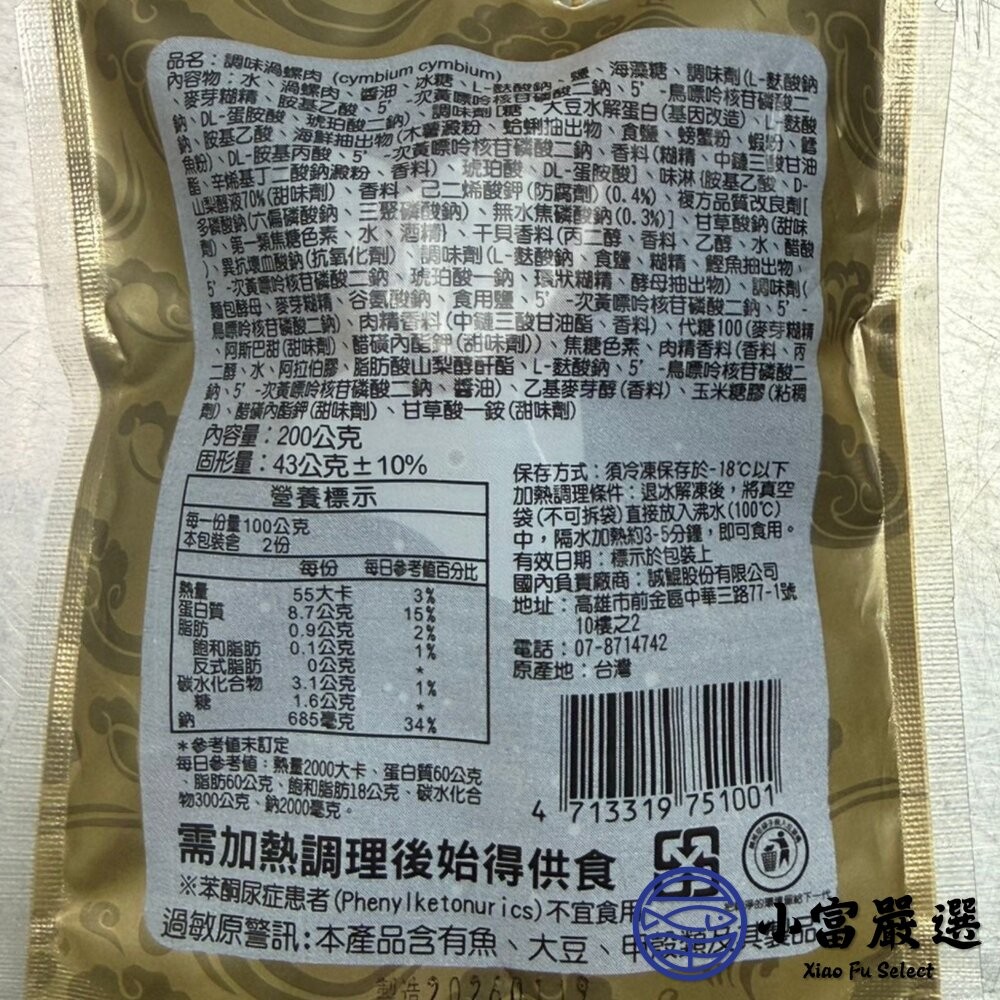 品名：調味渦螺肉 (cymbium cymbium)
內容物：水、渦螺肉、醬油、冰糖、L-麩酸鈉、鹽、海藻糖、調味劑(L-麩酸鈉
、麥芽糊精、胺基乙酸、5'-次黃嘌呤核苷磷酸二鈉、5'-鳥嘌呤核苷磷酸二
鈉、DL-蛋胺酸、琥珀酸二鈉)、調味劑[糖、大豆水解蛋白(基因改造)、L-麩酸
鈉、胺基乙酸、海鮮抽出物(木薯澱粉、蛤蜊抽出物、食鹽、螃蟹粉、蝦粉、鱈
魚粉)、DL-胺基丙酸、5'-次黃嘌呤核苷磷酸二鈉、香料(糊精、中鏈三酸甘油
酯、辛烯基丁二酸鈉澱粉、香料)、琥珀酸、DL-蛋胺酸]、味淋{胺基乙酸、D-
山梨醇液70%(甜味劑)、香料、己二烯酸鉀(防腐劑)(0.4%)、複方品質改良劑[
多磷酸鈉(六偏磷酸鈉、三聚磷酸鈉)、無水焦磷酸鈉(0.3%)]、甘草酸鈉(甜味
劑)、第一類焦糖色素、水、酒精}、干貝香料(丙二醇、香料、乙醇、水、醋酸
)、異抗壞血酸鈉(抗氧化劑)、調味劑(L-麩酸鈉、食鹽、糊精、鰹魚抽出物、
5'-次黃嘌呤核苷磷酸二鈉、琥珀酸一鈉、環狀糊精、酵母抽出物)、調味劑(
麵包酵母、麥芽糊精、谷氨酸鈉、食用鹽、5'-次黃嘌呤核苷磷酸二鈉、5'-
鳥嘌呤核苷磷酸二鈉)、肉精香料(中鏈三酸甘油酯、香料)、代糖100(麥芽糊精
、阿斯巴甜(甜味劑)、醋磺內酯鉀(甜味劑))、焦糖色素、肉精香料(香料、丙
二醇、水、阿拉伯膠、脂肪酸山梨醇酐酯、L-麩酸鈉、5'-鳥嘌呤核苷磷酸二
鈉、5'-次黃嘌呤核苷磷酸二鈉、醬油)、乙基麥芽醇(香料)、玉米糖膠(粘稠
劑)、醋磺內酯鉀(甜味劑)、甘草酸一銨(甜味劑)
內容量：200公克
固形量：43公克±10%
營養標示
每一份量100公克
本包裝含 2份
每份 每日參考值百分比
熱量 55大卡 3%
蛋白質 8.7公克 15%
脂肪 0.9公克 2%
飽和脂肪 0.1公克 1%
反式脂肪 0公克 *
碳水化合物 3.1公克 1%
糖 1.6公克 *
鈉 685毫克 34%
*參考值未訂定
每日參考值：熱量2000大卡、蛋白質60公克
、脂肪60公克、飽和脂肪18公克、碳水化合
物300公克、鈉2000毫克。
保存方式：須冷凍保存於-18℃以下
加熱調理條件：退冰解凍後，將真空
袋(不可拆袋)直接放入沸水(100℃)
中，隔水加熱約3-5分鐘，即可食用。
有效日期：標示於包裝上
國內負責廠商：誠鯤股份有限公司
地址：高雄市前金區中華三路77-1號
10樓之2
電話：07-8714742
原產地：台灣
4 713319 751001
需加熱調理後始得供食
※苯酮尿症患者(Phenylketonurics)不宜食用
過敏原警訊：本產品含有魚、大豆、甲殼類及其製品
小富嚴選
Xiao Fu Select